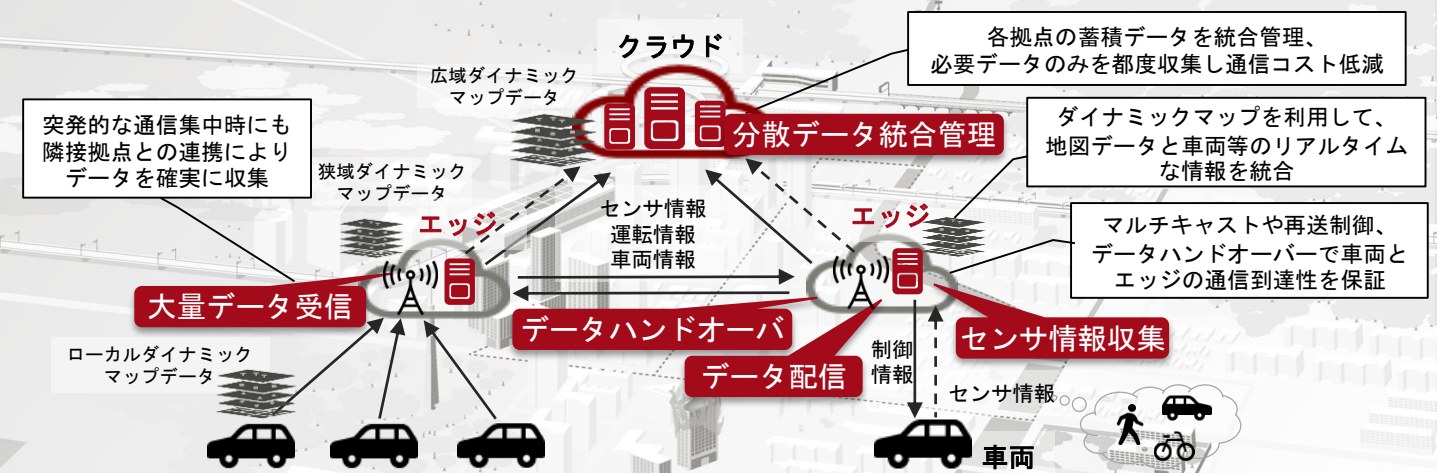 クラウド
各拠点の蓄積データを統合管理、
必要データのみを都度収集し通信コスト低減
広域ダイナミック
マップデータ
分散データ統合管理
突発的な通信集中時にも
隣接拠点との連携により
データを確実に収集
ダイナミックマップを利用して、
地図データと車両等のリアルタイム
な情報を統合
狭域ダイナミック
マップデータ
エッジ
センサ情報
運転情報
車両情報
エッジ
マルチキャストや再送制御、
データハンドオーバーで車両と
エッジの通信到達性を保証
大量データ受信
データハンドオーバ
センサ情報収集
データ配信
ローカルダイナミック
マップデータ
制御
情報
センサ情報
車両